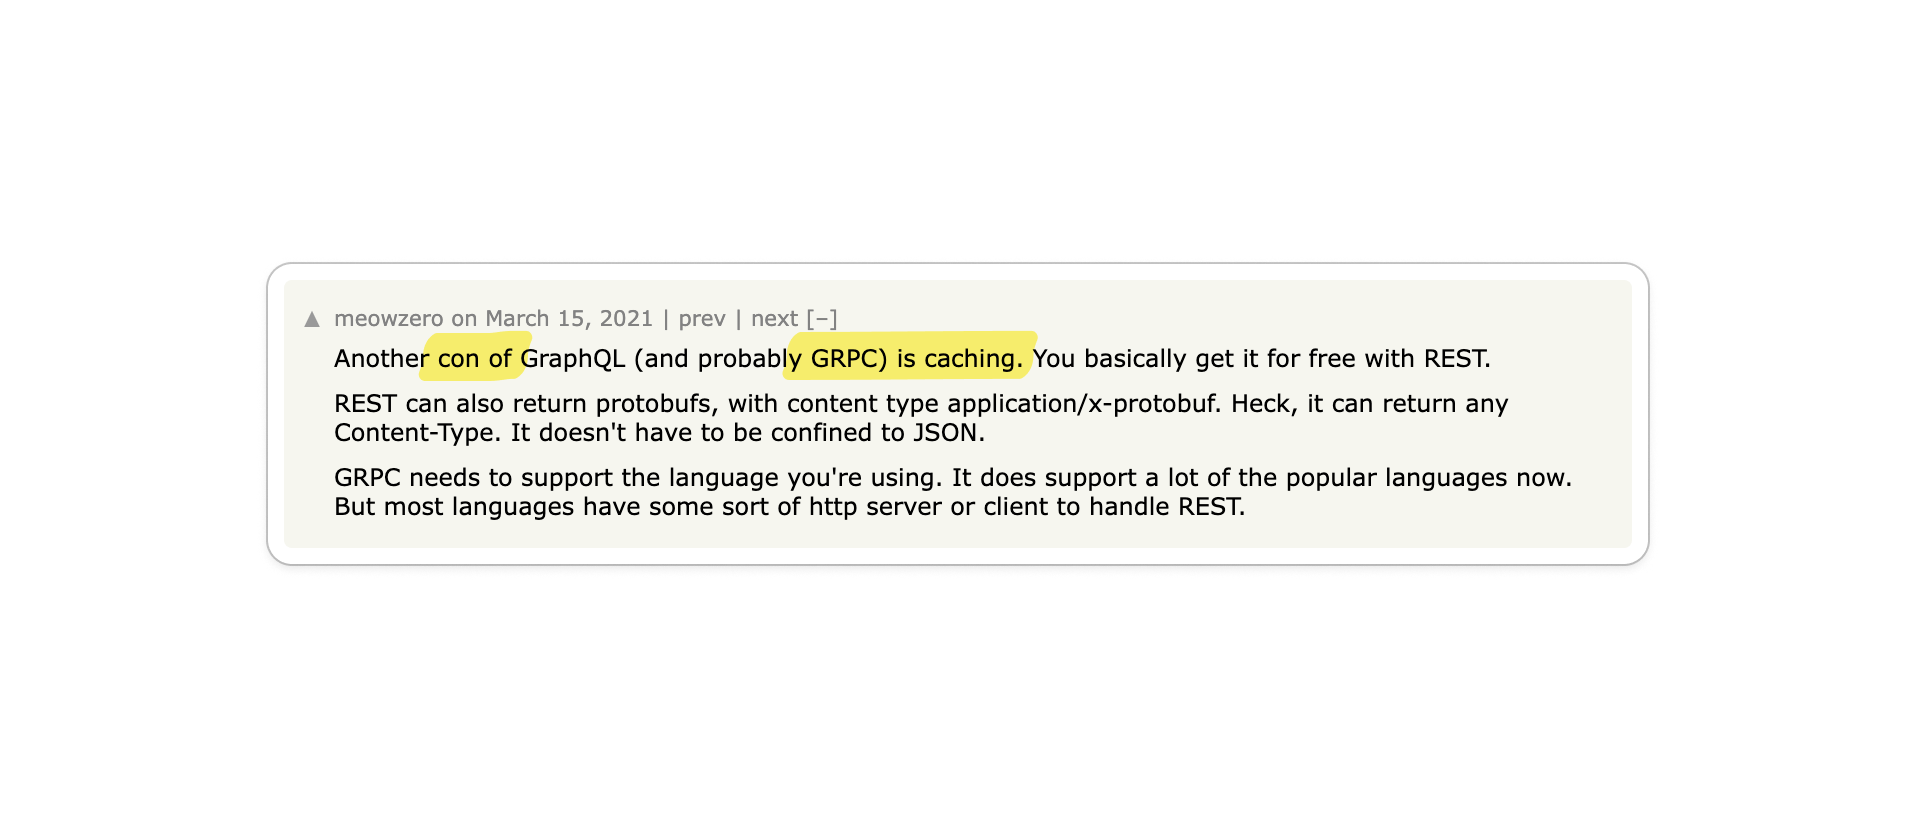 ▲ meowzero on March 15, 2021 | prev | next [–]
Another con of GraphQL (and probably GRPC) is caching. You basically get it for free with REST.
REST can also return protobufs, with content type application/x-protobuf. Heck, it can return any
Content-Type. It doesn't have to be confined to JSON.
GRPC needs to support the language you're using. It does support a lot of the popular languages now.
But most languages have some sort of http server or client to handle REST.